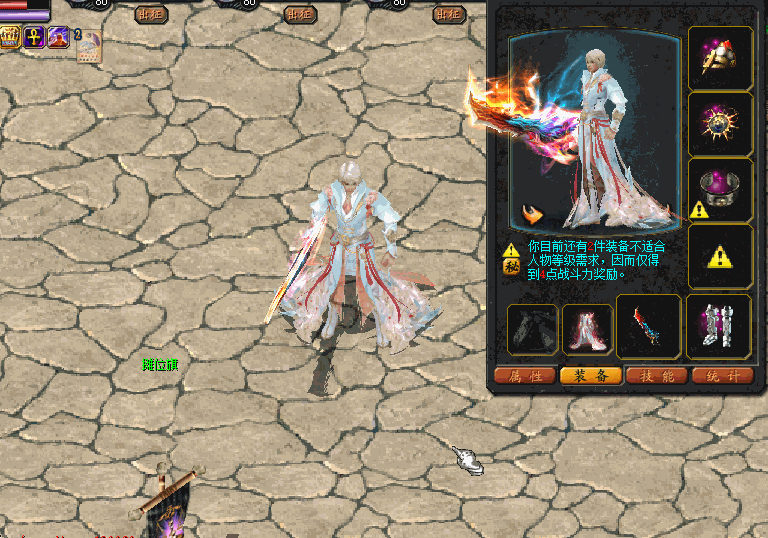 80
80
80
出征
出征
出征
2
你目前还有2件装备不适合
人物等级需求，因而仅得
到4点战斗力奖励。
秘
摊位旗
属性
装备
技能
统计